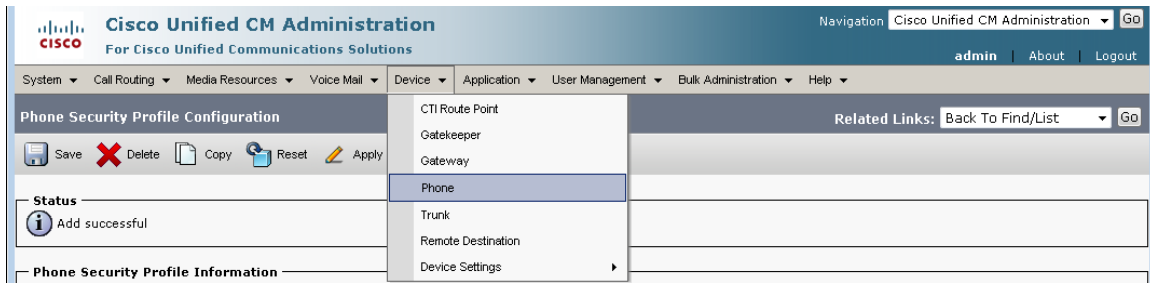 Cisco Unified CM Administration
Navigation Cisco Unified CM Administration Go
CISCO For Cisco Unified Communications Solutions
admin | About | Logout
System Call Routing Media Resources Voice Mail Device Application User Management Bulk Administration Help
Phone Security Profile Configuration
Related Links: Back To Find/List Go
Save Delete Copy Reset Apply
CTI Route Point
Gatekeeper
Gateway
Phone
Trunk
Remote Destination
Device Settings
Status
Add successful
Phone Security Profile Information